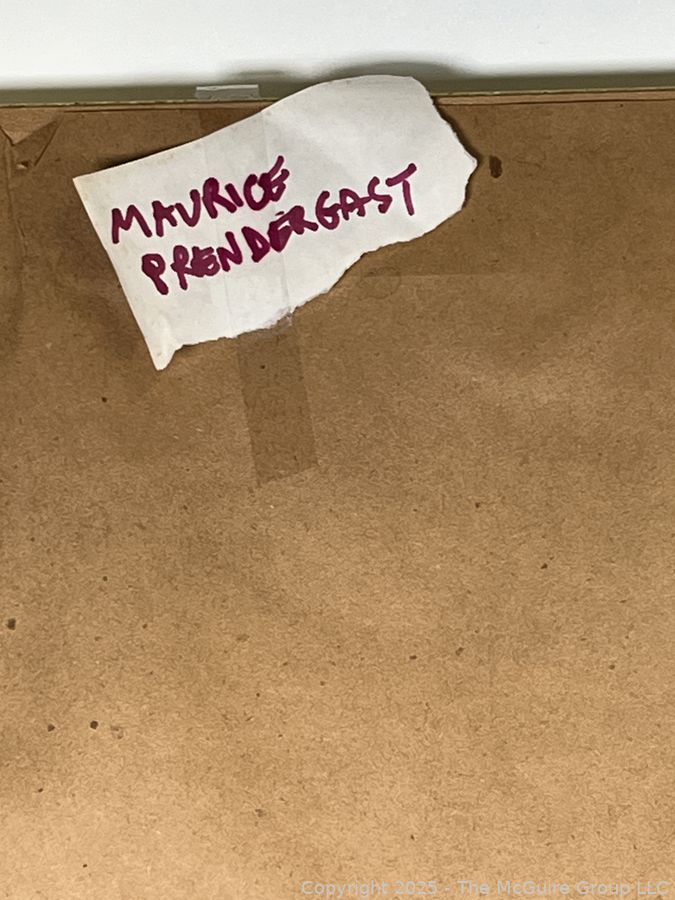 MAURICE
PRENDERGAST
Copyright 2025 - The McGuire Group LLC